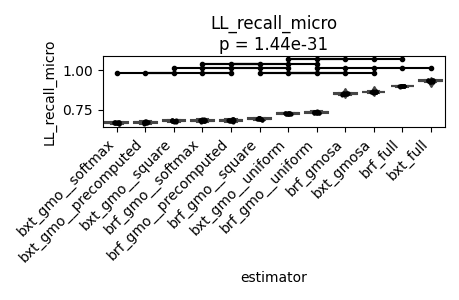 LL_recall_micro
p = 1.44e-31
LL_recall_micro
1.00
0.75
bxt_gmo__softmax
bxt_gmo__precomputed
bxt_gmo__square
brf_gmo__softmax
brf_gmo__precomputed
brf_gmo__square
bxt_gmo__uniform
brf_gmo__uniform
brf_gmosa
bxt_gmosa
brf_full
bxt_full
estimator